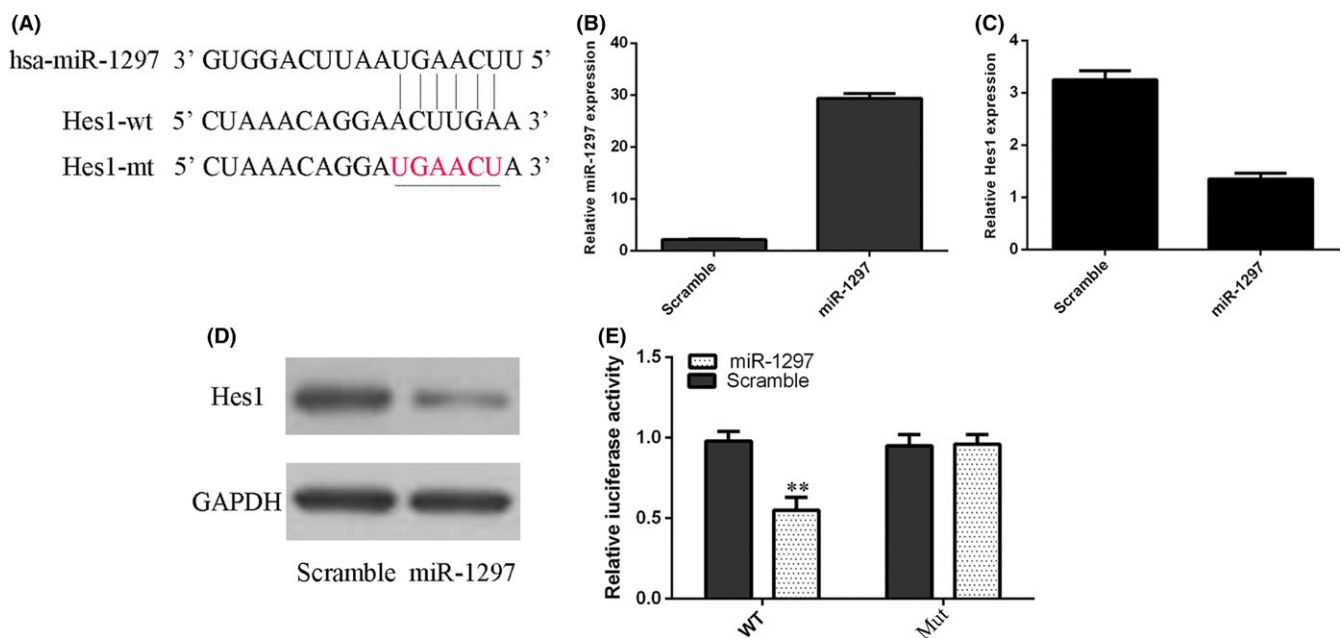 (A)
hsa-miR-1297 3’ GUGGACUUAAUGAACUU 5’
Hes1-wt 5’ CUAAACAGGAACUUGAA 3’
Hes1-mt 5’ CUAAACAGGAUGAACUA 3’
(B)
Relative miR-1297 expression
40
30
20
10
0
Scramble
miR-1297
(C)
Relative Hes1 expression
4
3
2
1
0
Scramble
miR-1297
(D)
Hes1
GAPDH
Scramble miR-1297
(E)
Relative iuciferase activity
1.5
1.0
0.5
0.0
miR-1297
Scramble
**
WT
Mut